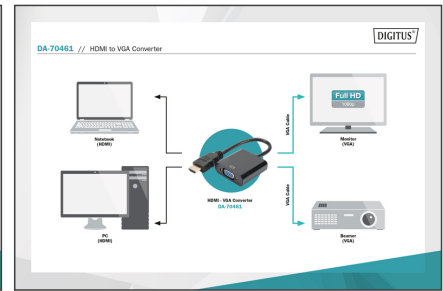 DIGITUS®
DA-70461 // HDMI to VGA Converter
Notebook
(HDMI)
VGA Cable
Full HD
1080p
Monitor
(VGA)
HDMI - VGA Converter
DA-70461
PC
(HDMI)
VGA Cable
Beamer
(VGA)